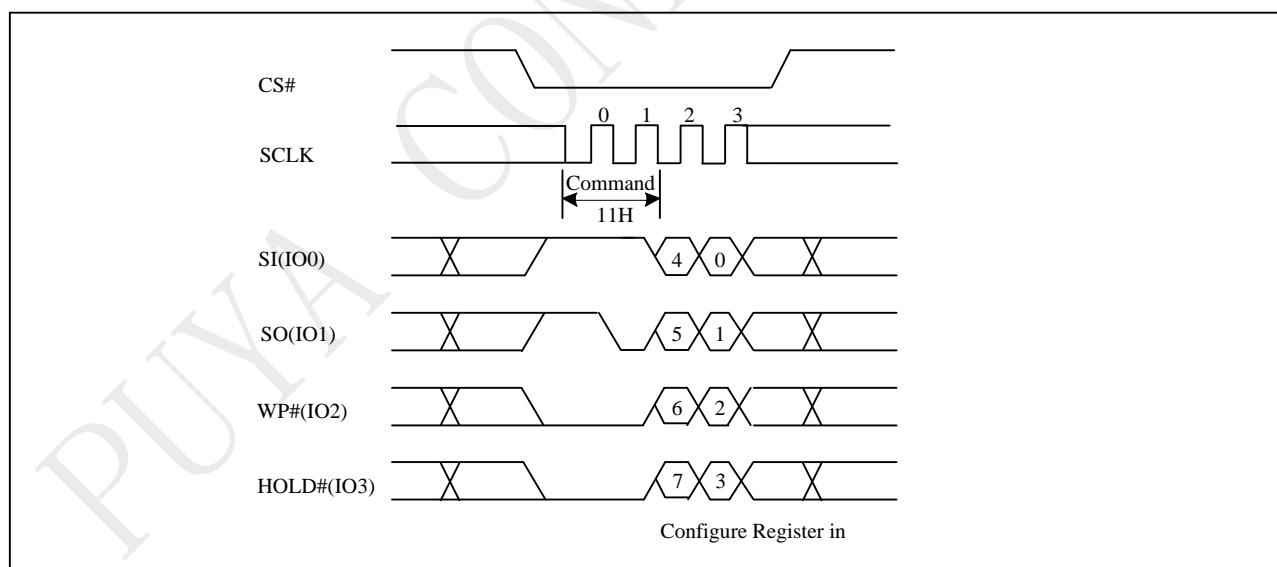 CS#
0 1 2 3
SCLK
Command
11H
SI(IO0) 4 0
SO(IO1) 5 1
WP#(IO2) 6 2
HOLD#(IO3) 7 3
Configure Register in
PUYA CON